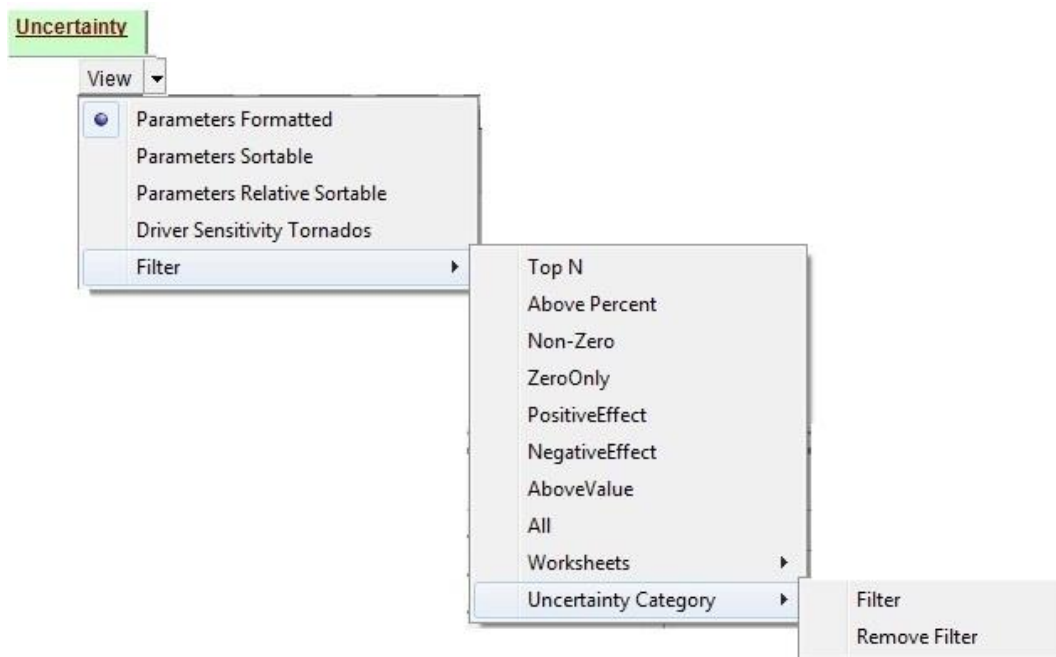 Uncertainty
View
Parameters Formatted
Parameters Sortable
Parameters Relative Sortable
Driver Sensitivity Tornados
Filter
Top N
Above Percent
Non-Zero
ZeroOnly
PositiveEffect
NegativeEffect
AboveValue
All
Worksheets
Uncertainty Category
Filter
Remove Filter